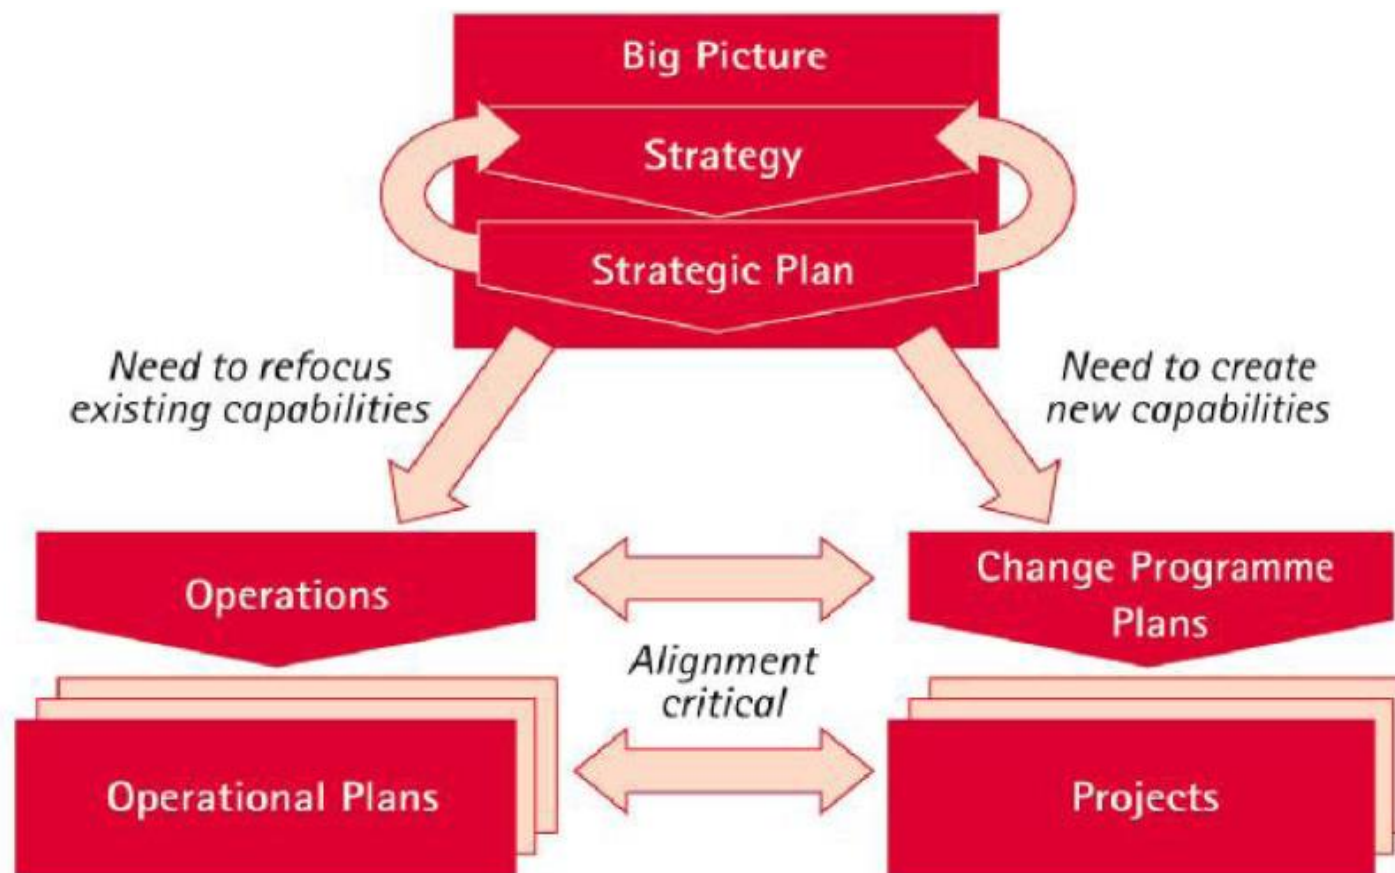 Big Picture
Strategy
Strategic Plan
Need to refocus
existing capabilities
Need to create
new capabilities
Operations
Change Programme
Plans
Alignment
critical
Operational Plans
Projects